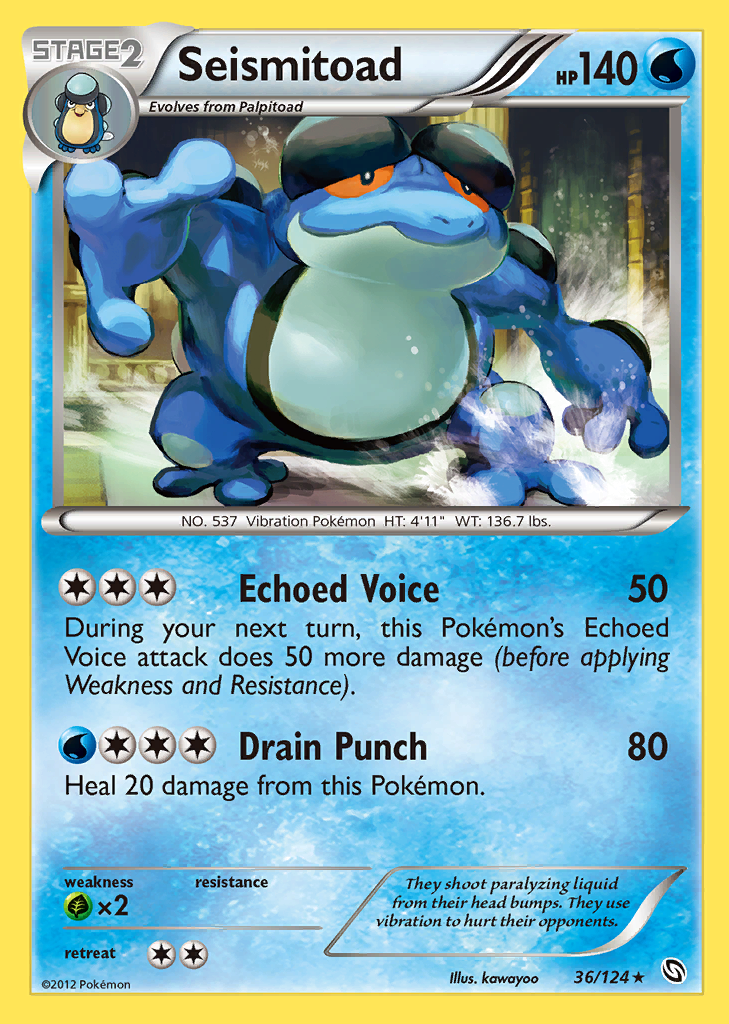 STAGE2
Seismitoad
HP 140
Evolves from Palpitoad
NO. 537 Vibration Pokémon HT: 4'11" WT: 136.7 lbs.
Echoed Voice 50
During your next turn, this Pokémon's Echoed
Voice attack does 50 more damage (before applying
Weakness and Resistance).
Drain Punch 80
Heal 20 damage from this Pokémon.
weakness resistance
×2
They shoot paralyzing liquid
from their head bumps. They use
vibration to hurt their opponents.
retreat
©2012 Pokémon
Illus. kawayoo
36/124 ★